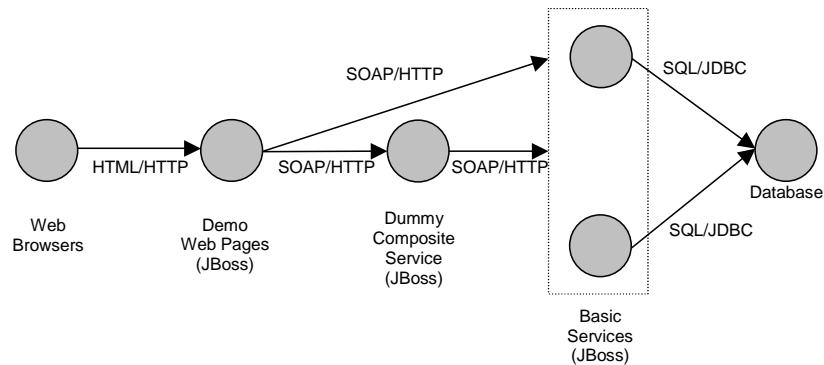 SOAP/HTTP
SQL/JDBC
HTML/HTTP
SOAP/HTTP
SOAP/HTTP
Database
Web
Browsers
Demo
Web Pages
(JBoss)
Dummy
Composite
Service
(JBoss)
SQL/JDBC
Basic
Services
(JBoss)